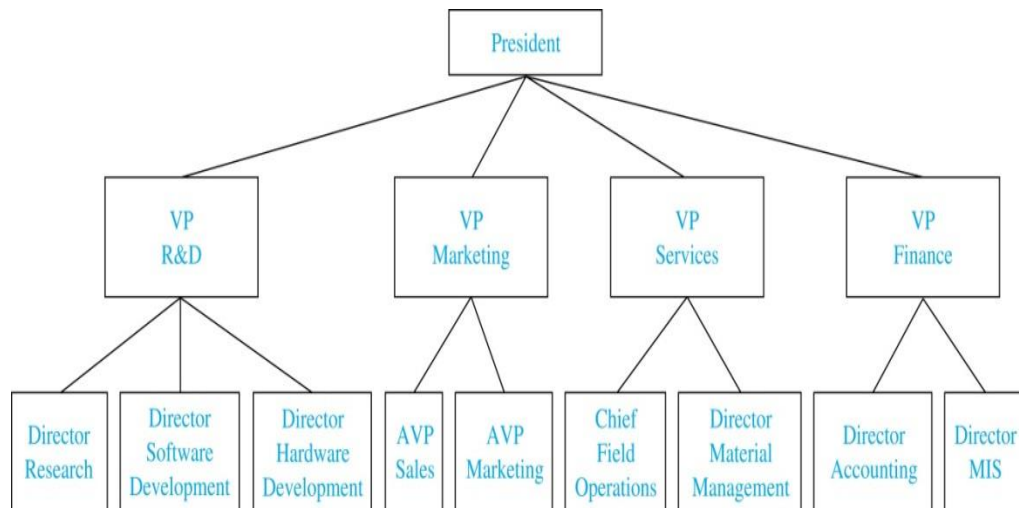 President
VP
R&D
VP
Marketing
VP
Services
VP
Finance
Director
Research
Director
Software
Development
Director
Hardware
Development
AVP
Sales
AVP
Marketing
Chief
Field
Operations
Director
Material
Management
Director
Accounting
Director
MIS